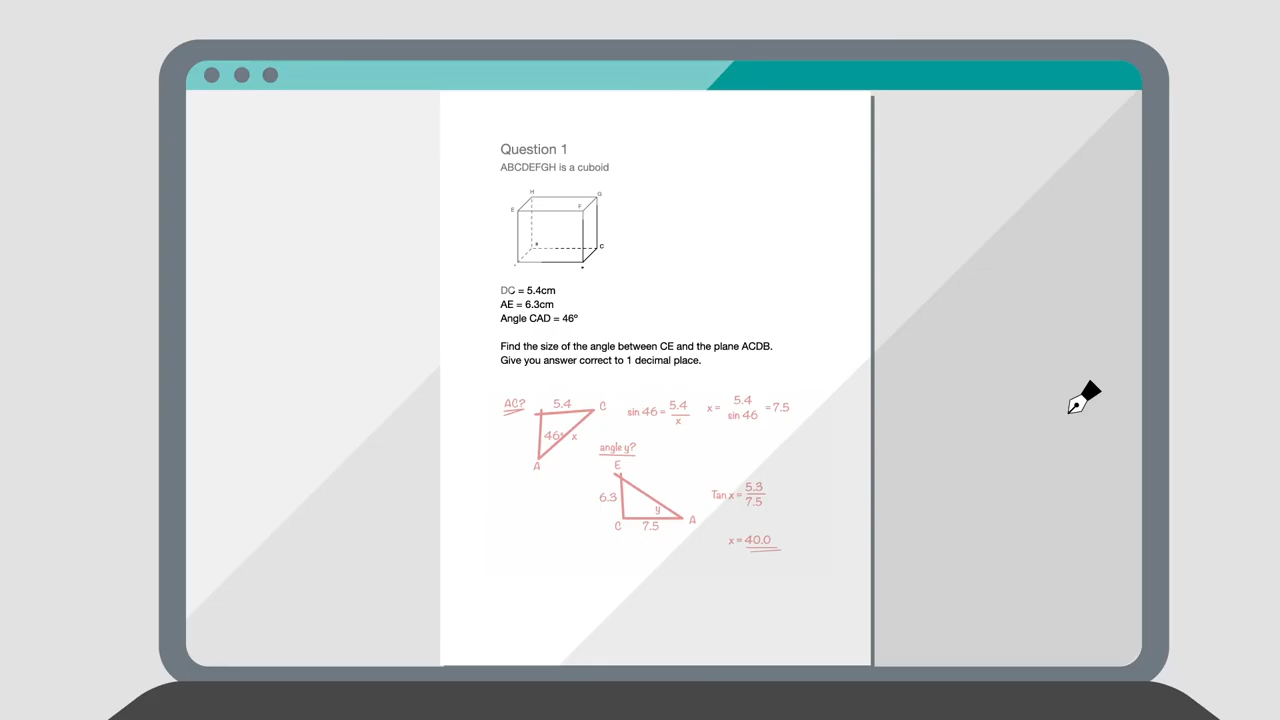 Question 1
ABCDEFGH is a cuboid
H
G
E
F
B
C
DC = 5.4cm
AE = 6.3cm
Angle CAD = 46º
Find the size of the angle between CE and the plane ACDB.
Give you answer correct to 1 decimal place.
AC?
5.4
C
46°
x
A
sin 46 = 5.4
x
x = 5.4
sin 46
= 7.5
angle y?
E
6.3
y
C
7.5
A
Tan x = 5.3
7.5
x = 40.0